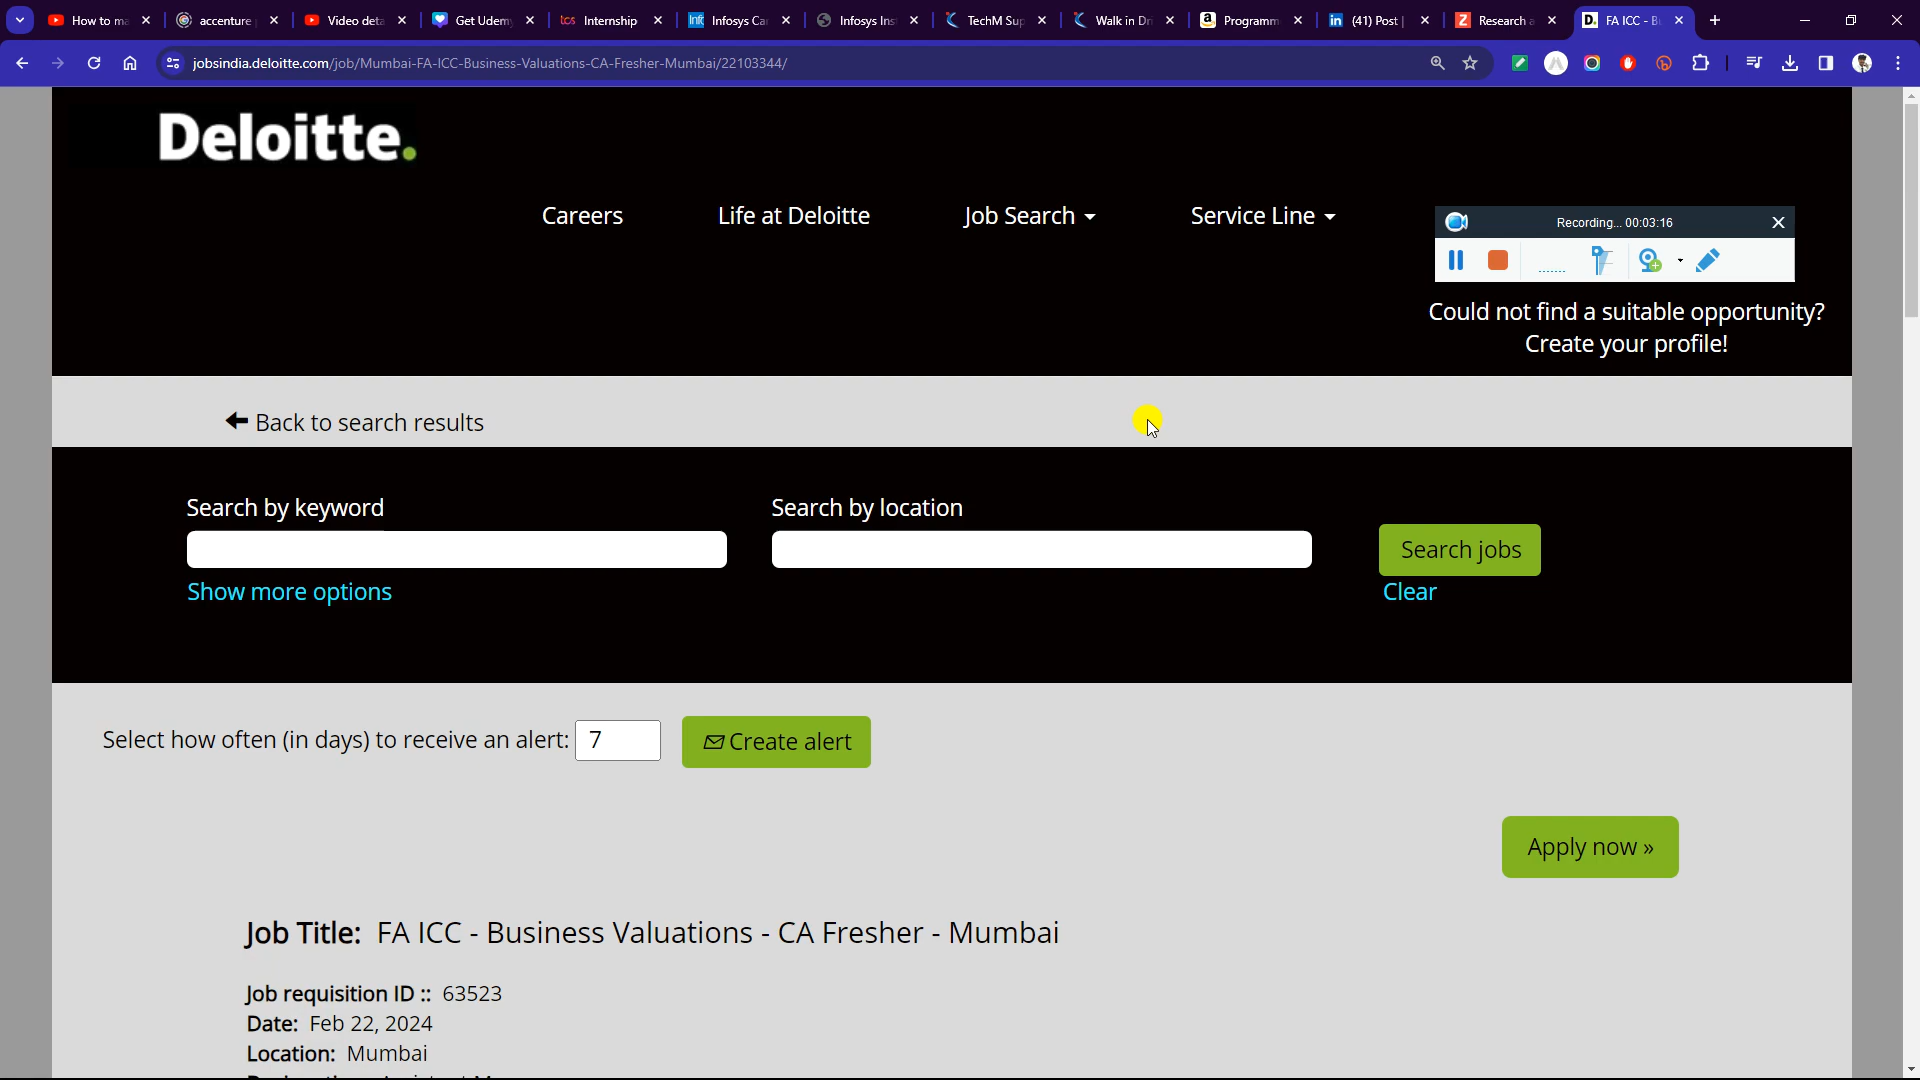 How to ma
accenture
Video deta
Get Udem
tcs Internship
Infosys Ca
Infosys Ins
TechM Sup
Walk in Dri
Programm
(41) Post |
Research a
FA ICC - B
jobsindia.deloitte.com/job/Mumbai-FA-ICC-Business-Valuations-CA-Fresher-Mumbai/22103344/
Deloitte.
Careers
Life at Deloitte
Job Search
Service Line
Recording... 00:03:16
Could not find a suitable opportunity?
Create your profile!
Back to search results
Search by keyword
Search by location
Search jobs
Show more options
Clear
Select how often (in days) to receive an alert: 7
Create alert
Apply now »
Job Title: FA ICC - Business Valuations - CA Fresher - Mumbai
Job requisition ID :: 63523
Date: Feb 22, 2024
Location: Mumbai